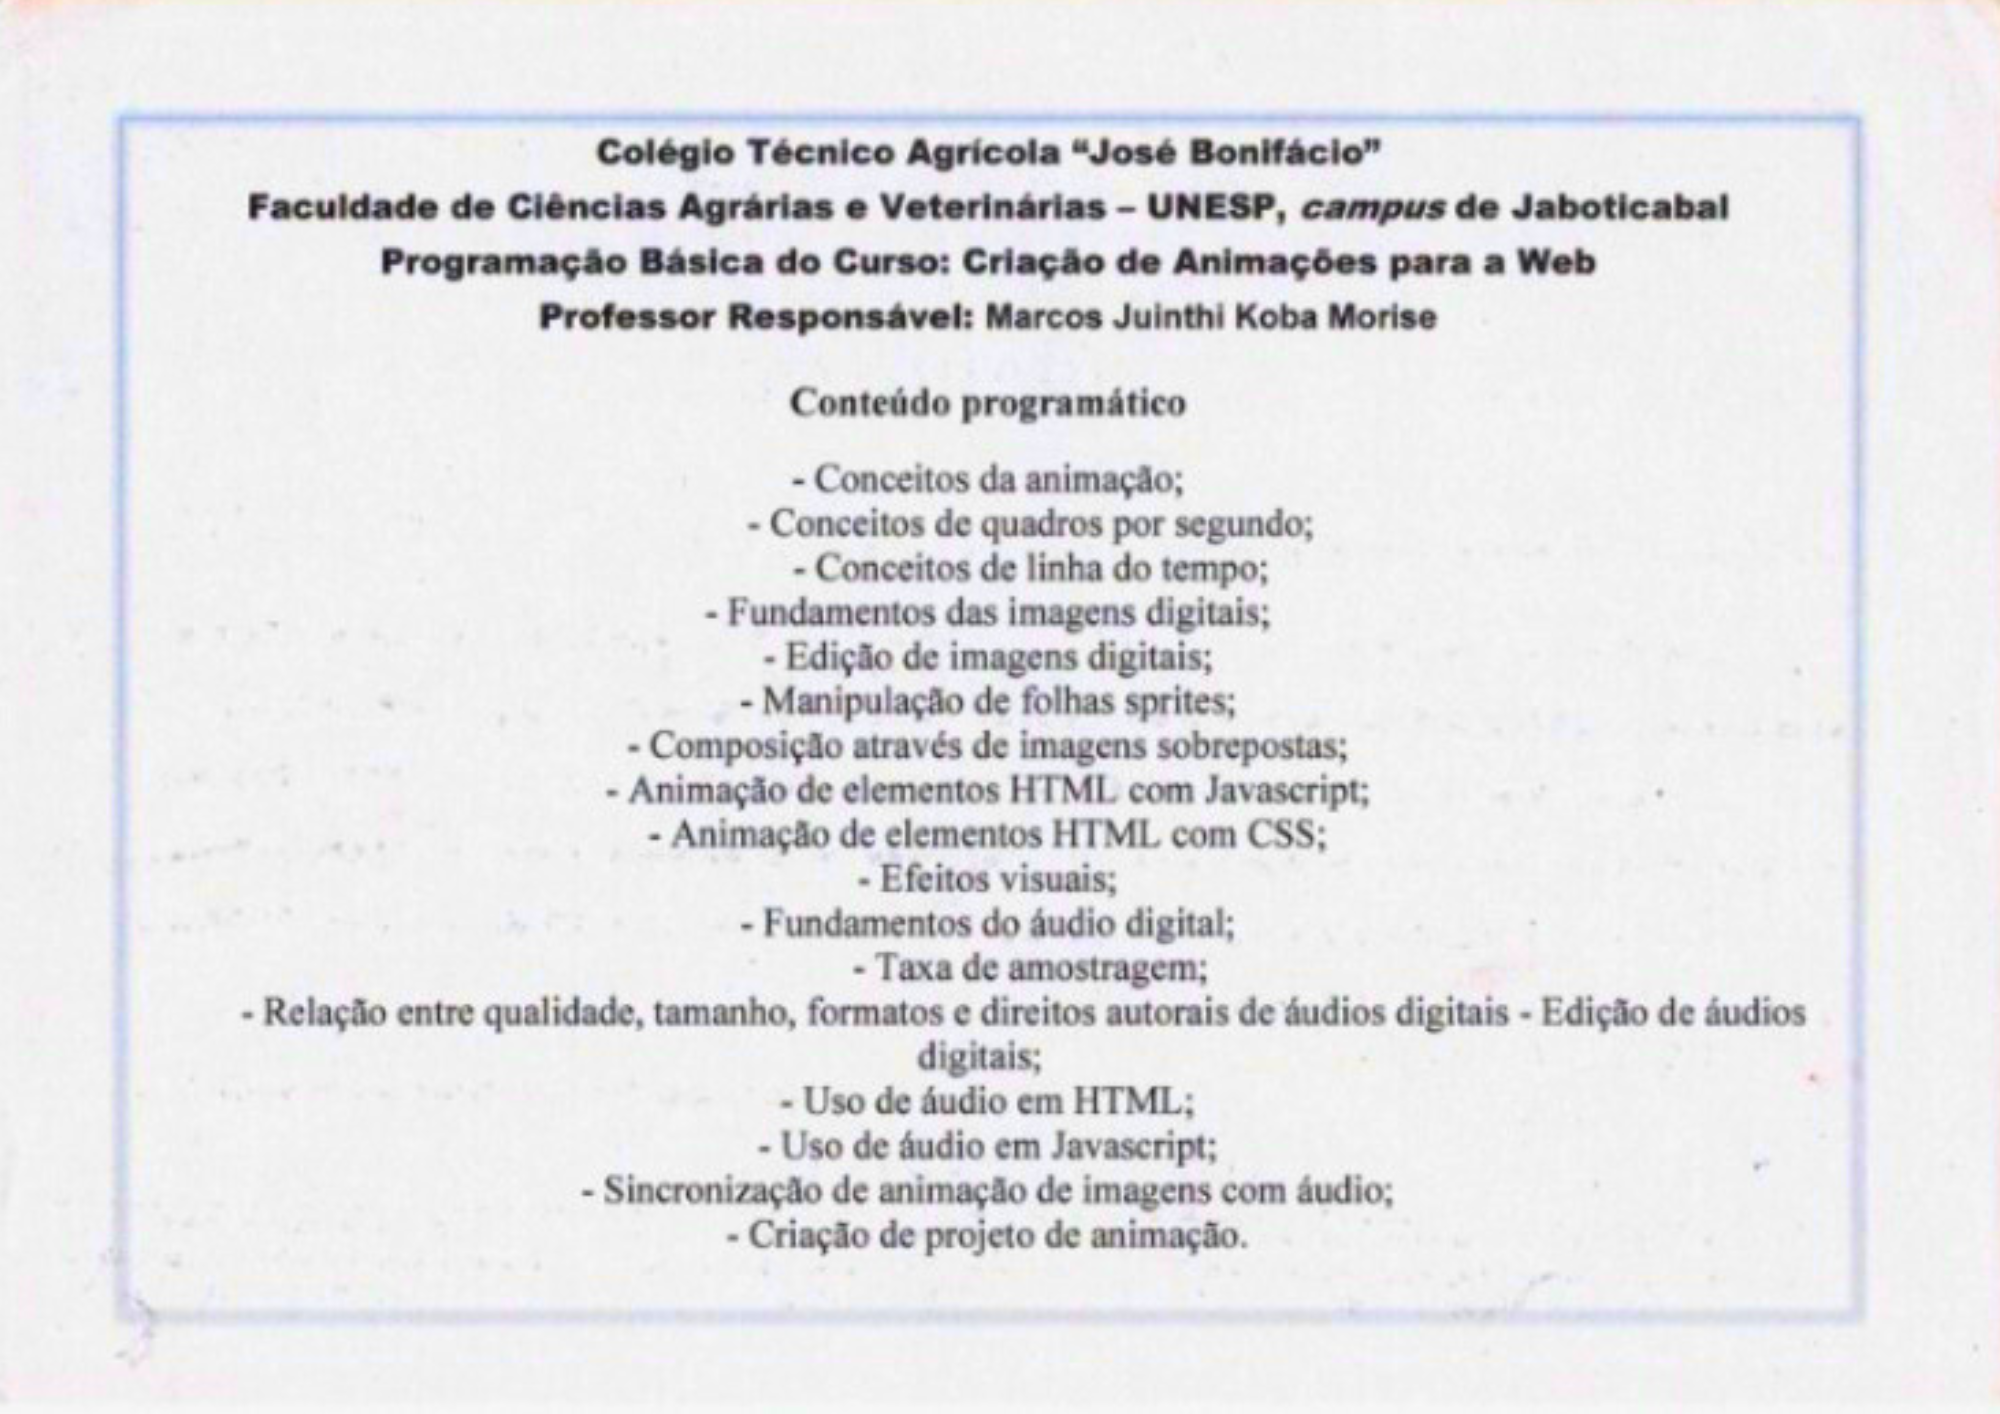 Colégio Técnico Agrícola “José Bonifácio”
Faculdade de Ciências Agrárias e Veterinárias – UNESP, campus de Jaboticabal
Programação Básica do Curso: Criação de Animações para a Web
Professor Responsável: Marcos Juinthi Koba Morise
Conteúdo programático
- Conceitos da animação;
- Conceitos de quadros por segundo;
- Conceitos de linha do tempo;
- Fundamentos das imagens digitais;
- Edição de imagens digitais;
- Manipulação de folhas sprites;
- Composição através de imagens sobrepostas;
- Animação de elementos HTML com Javascript;
- Animação de elementos HTML com CSS;
- Efeitos visuais;
- Fundamentos do áudio digital;
- Taxa de amostragem;
- Relação entre qualidade, tamanho, formatos e direitos autorais de áudios digitais - Edição de áudios
digitais;
- Uso de áudio em HTML;
- Uso de áudio em Javascript;
- Sincronização de animação de imagens com áudio;
- Criação de projeto de animação.